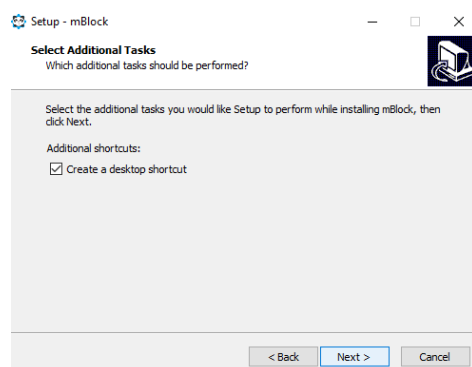 Setup - mBlock
Select Additional Tasks
Which additional tasks should be performed?
Select the additional tasks you would like Setup to perform while installing mBlock, then
click Next.
Additional shortcuts:
Create a desktop shortcut
< Back
Next >
Cancel